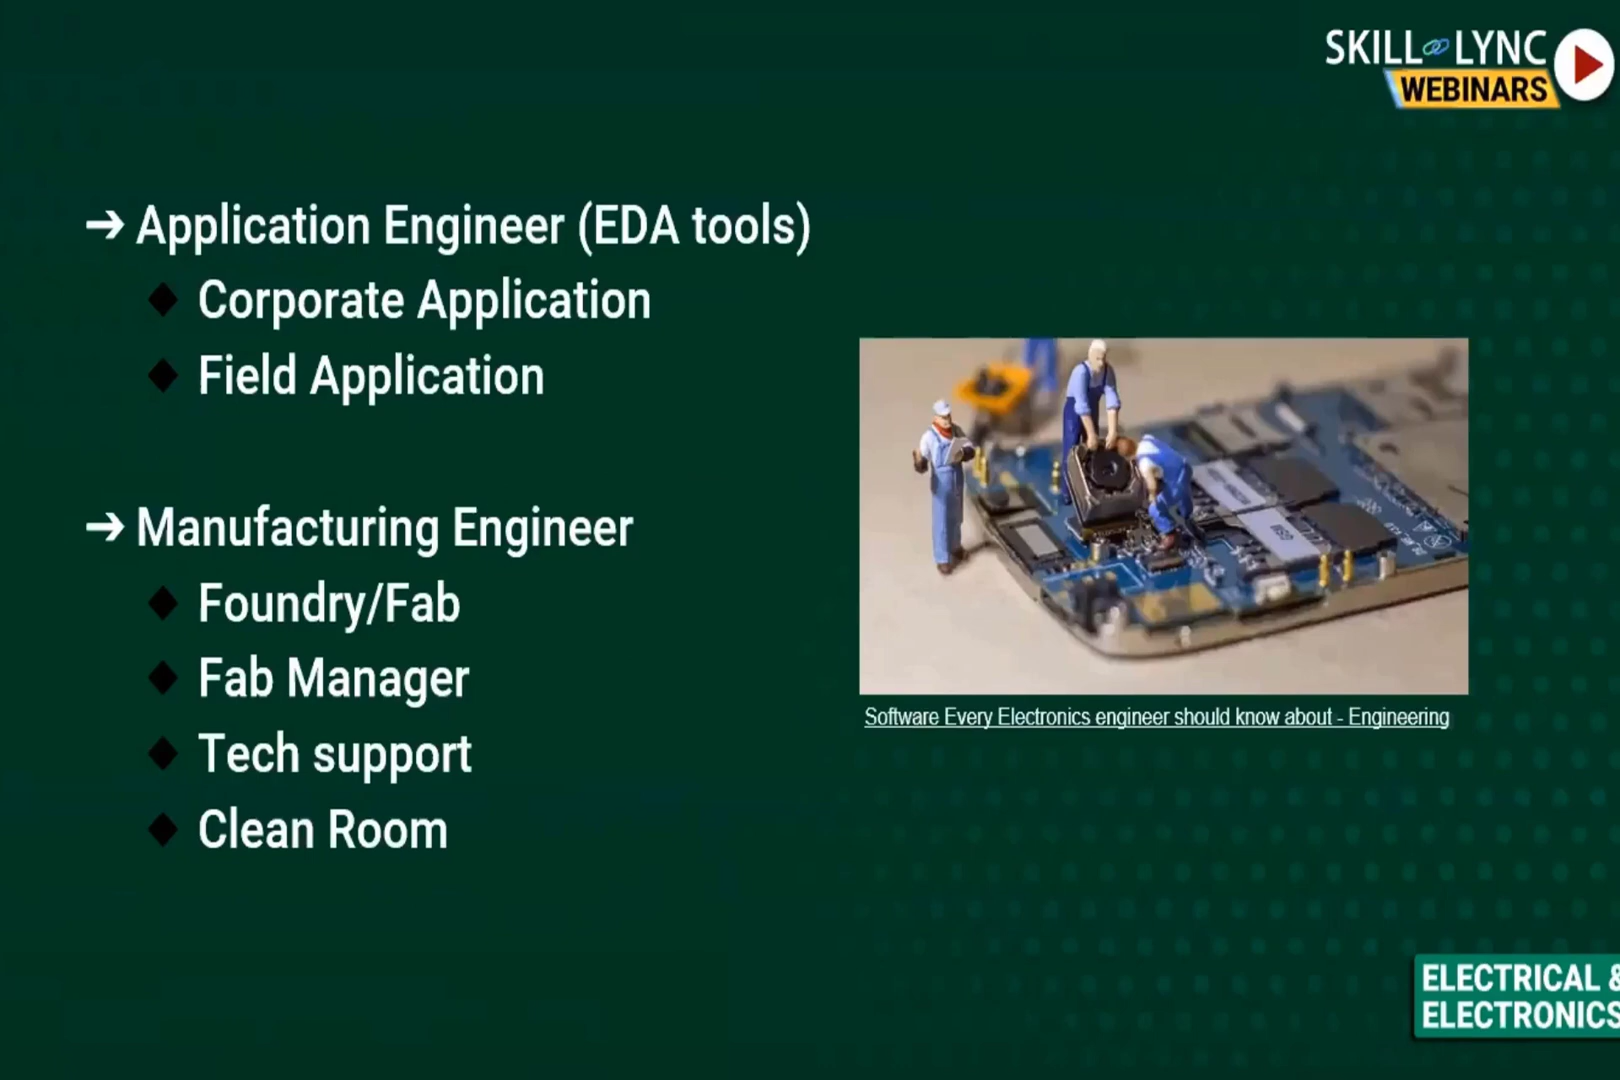 SKILL LYNC
WEBINARS
→ Application Engineer (EDA tools)
◆ Corporate Application
◆ Field Application
→ Manufacturing Engineer
◆ Foundry/Fab
◆ Fab Manager
◆ Tech support
◆ Clean Room
Software Every Electronics engineer should know about - Engineering
ELECTRICAL &
ELECTRONICS